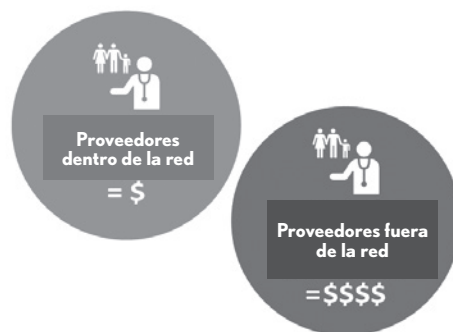 Proveedores
dentro de la red
= $
Proveedores fuera
de la red
=$$$$